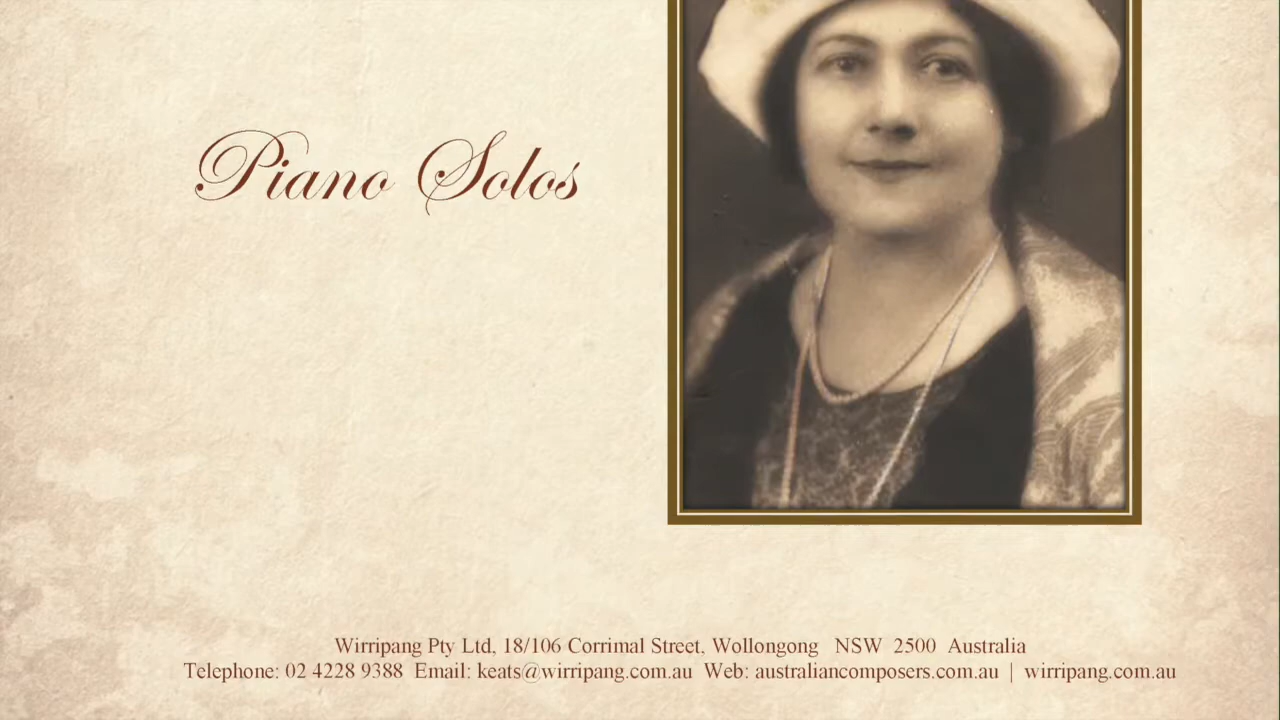 Piano Solos
Wirripang Pty Ltd, 18/106 Corrimal Street, Wollongong NSW 2500 Australia
Telephone: 02 4228 9388 Email: keats@wirripang.com.au Web: australiancomposers.com.au | wirripang.com.au